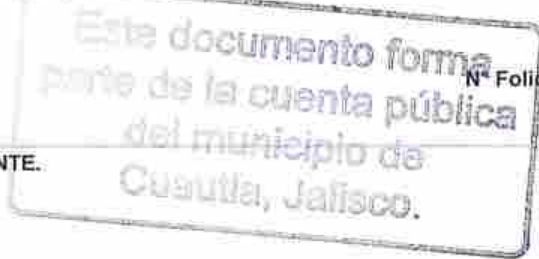 Este documento forma
parte de la cuenta pública
del municipio de
Cuautla, Jalisco.
Nº Folio
NTE.